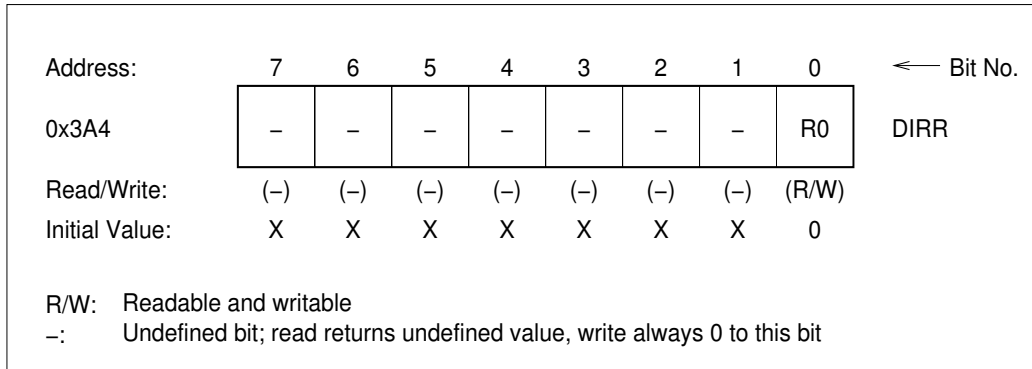 Address: 7 6 5 4 3 2 1 0 ← Bit No.
0x3A4 – – – – – – – R0 DIRR
Read/Write: (–) (–) (–) (–) (–) (–) (–) (R/W)
Initial Value: X X X X X X X 0
R/W: Readable and writable
–: Undefined bit; read returns undefined value, write always 0 to this bit